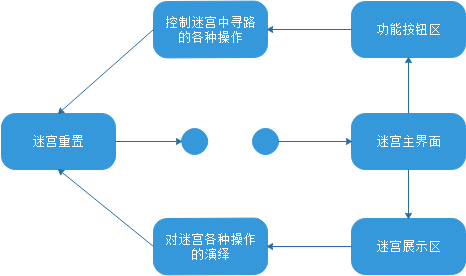 控制迷宫中寻路
的各种操作
功能按钮区
迷宫重置
迷宫主界面
对迷宫各种操作
的演绎
迷宫展示区